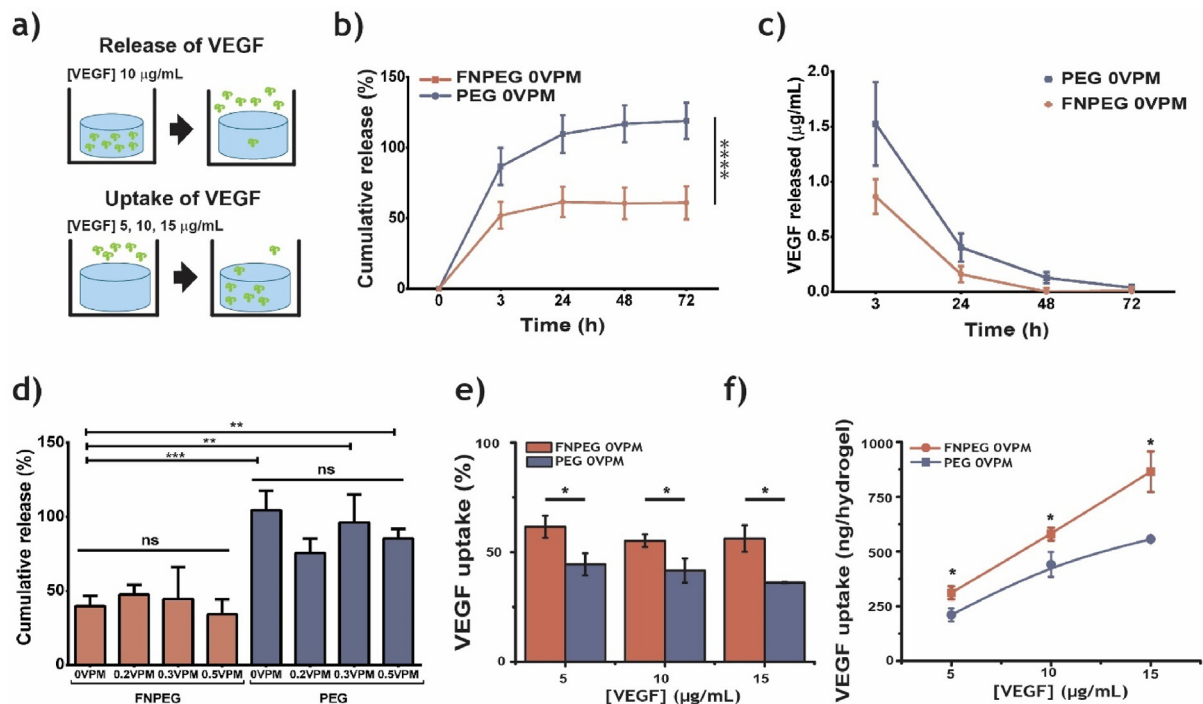 a)
Release of VEGF
[VEGF] 10 μg/mL
Uptake of VEGF
[VEGF] 5, 10, 15 μg/mL
b)
Cumulative release (%)
150
100
50
0
FNPEG 0VPM
PEG 0VPM
****
0 3 24 48 72
Time (h)
c)
VEGF released (μg/mL)
2.0
1.5
1.0
0.5
0.0
PEG 0VPM
FNPEG 0VPM
3 24 48 72
Time (h)
d)
Cumulative release (%)
150
100
50
0
**
**
***
ns
ns
0VPM 0.2VPM 0.3VPM 0.5VPM 0VPM 0.2VPM 0.3VPM 0.5VPM
FNPEG PEG
e)
VEGF uptake (%)
100
50
0
FNPEG 0VPM
PEG 0VPM
* * *
5 10 15
[VEGF] (μg/mL)
f)
VEGF uptake (ng/hydrogel)
1000
750
500
250
0
FNPEG 0VPM
PEG 0VPM
* * *
5 10 15
[VEGF] (μg/mL)